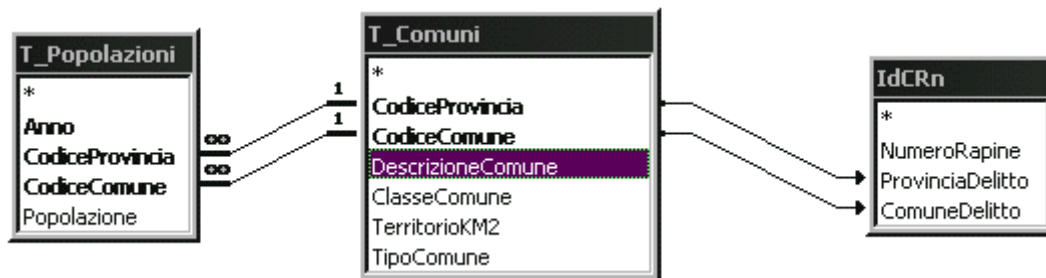 T_Popolazioni
*
Anno
CodiceProvincia
CodiceComune
Popolazione
1
1
∞
∞
T_Comuni
*
CodiceProvincia
CodiceComune
DescrizioneComune
ClasseComune
TerritorioKM2
TipoComune
IdCRn
*
NumeroRapine
ProvinciaDelitto
ComuneDelitto